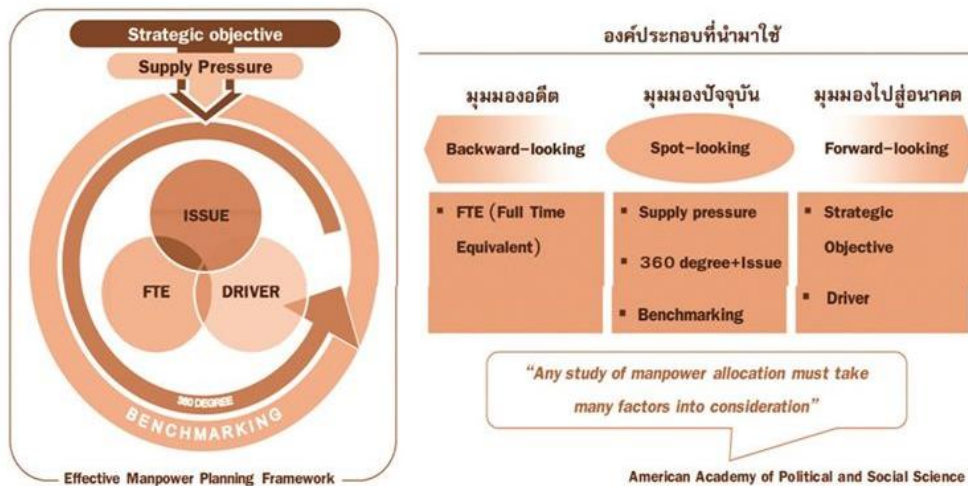 Strategic objective
Supply Pressure
ISSUE
FTE
DRIVER
360 DEGREE
BENCHMARKING
Effective Manpower Planning Framework
องค์ประกอบที่นำมาใช้
มุมมองอดีต
มุมมองปัจจุบัน
มุมมองไปสู่อนาคต
Backward-looking
Spot-looking
Forward-looking
▪ FTE (Full Time
Equivalent)
▪ Supply pressure
▪ 360 degree+Issue
▪ Benchmarking
▪ Strategic
Objective
▪ Driver
“Any study of manpower allocation must take
many factors into consideration”
American Academy of Political and Social Science